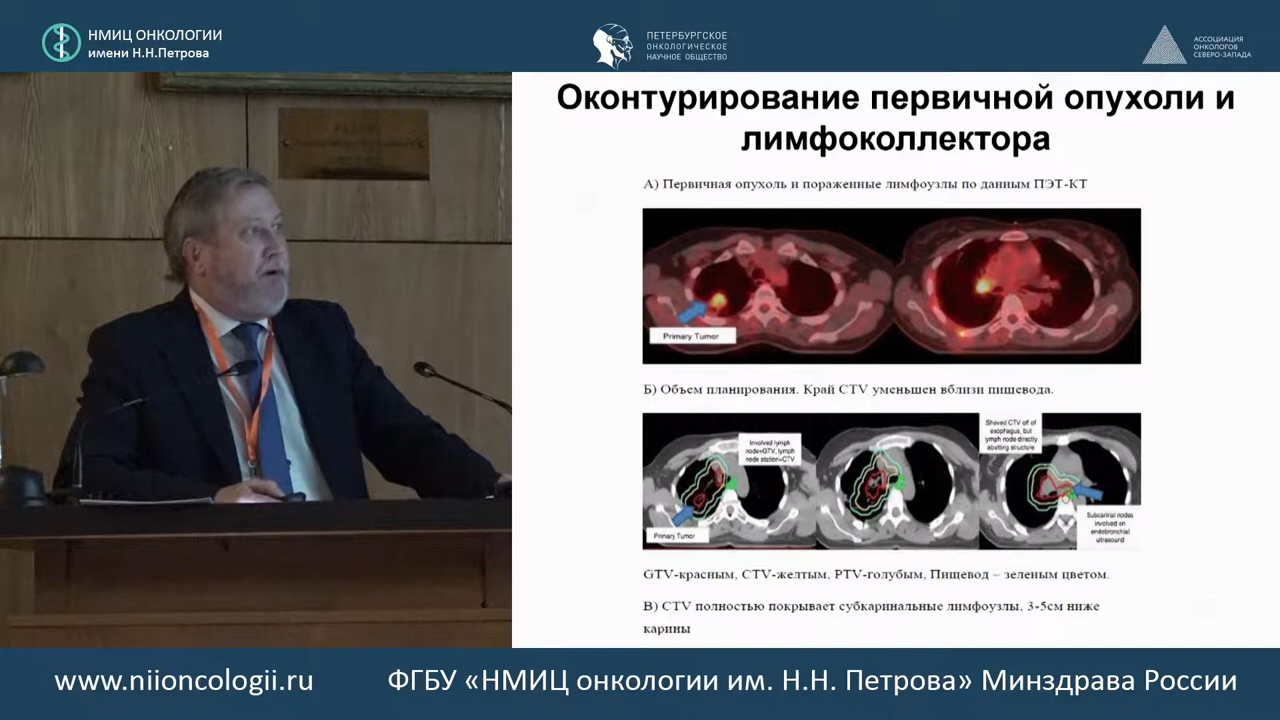 НМИЦ ОНКОЛОГИИ
имени Н.Н.Петрова
ПЕТЕРБУРГСКОЕ
ОНКОЛОГИЧЕСКОЕ
НАУЧНОЕ ОБЩЕСТВО
АССОЦИАЦИЯ
ОНКОЛОГОВ
СЕВЕРО-ЗАПАДА
Оконтурирование первичной опухоли и
лимфоколлектора
А) Первичная опухоль и пораженные лимфоузлы по данным ПЭТ-КТ
Primary Tumor
Б) Объем планирования. Край CTV уменьшен вблизи пишевода.
Involved lymph
node=GTV, lymph
node station=CTV
Primary Tumor
Shaved CTV off of
esophagus, but
lymph node directly
abutting structure
Subcarinal nodes
involved on
endobronchial
ultrasound
GTV-красным, CTV-желтым, PTV-голубым, Пищевод – зеленым цветом.
В) CTV полностью покрывает субкаринальные лимфоузлы, 3-5см ниже
карины
www.niioncologii.ru
ФГБУ «НМИЦ онкологии им. Н.Н. Петрова» Минздрава России